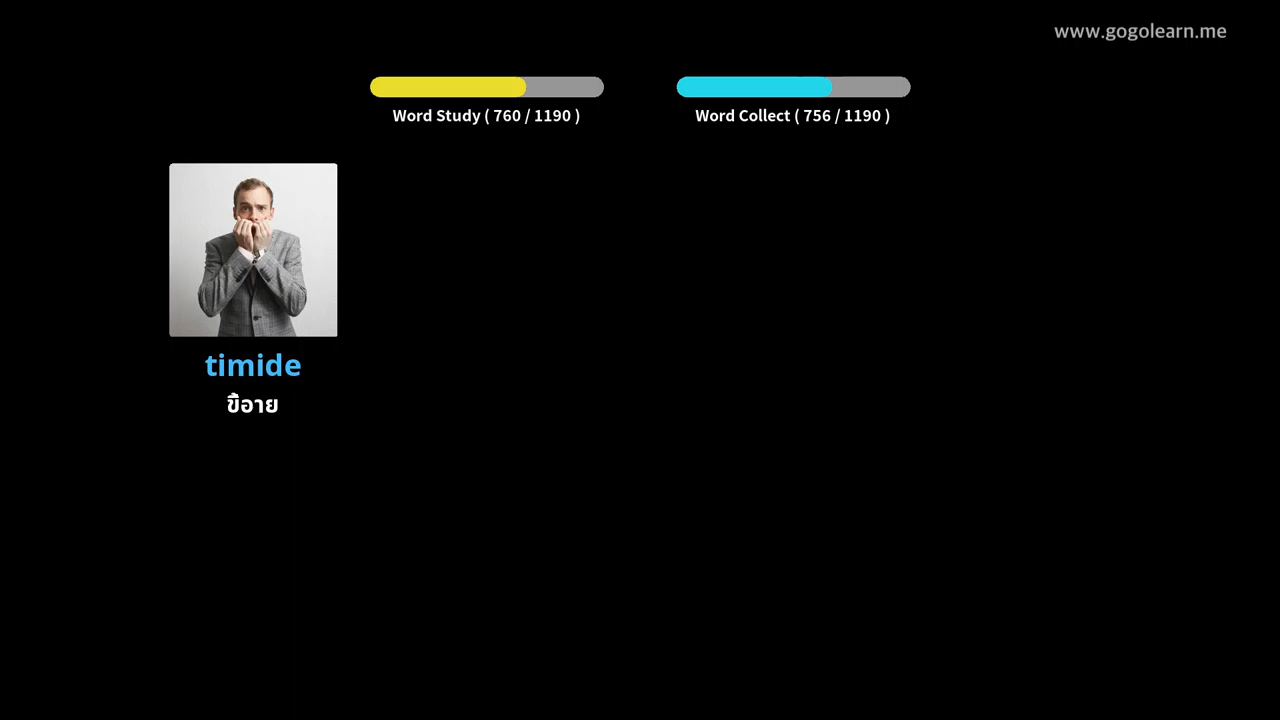 www.gogolearn.me
Word Study ( 760 / 1190 )
Word Collect ( 756 / 1190 )
timide
ขี้อาย